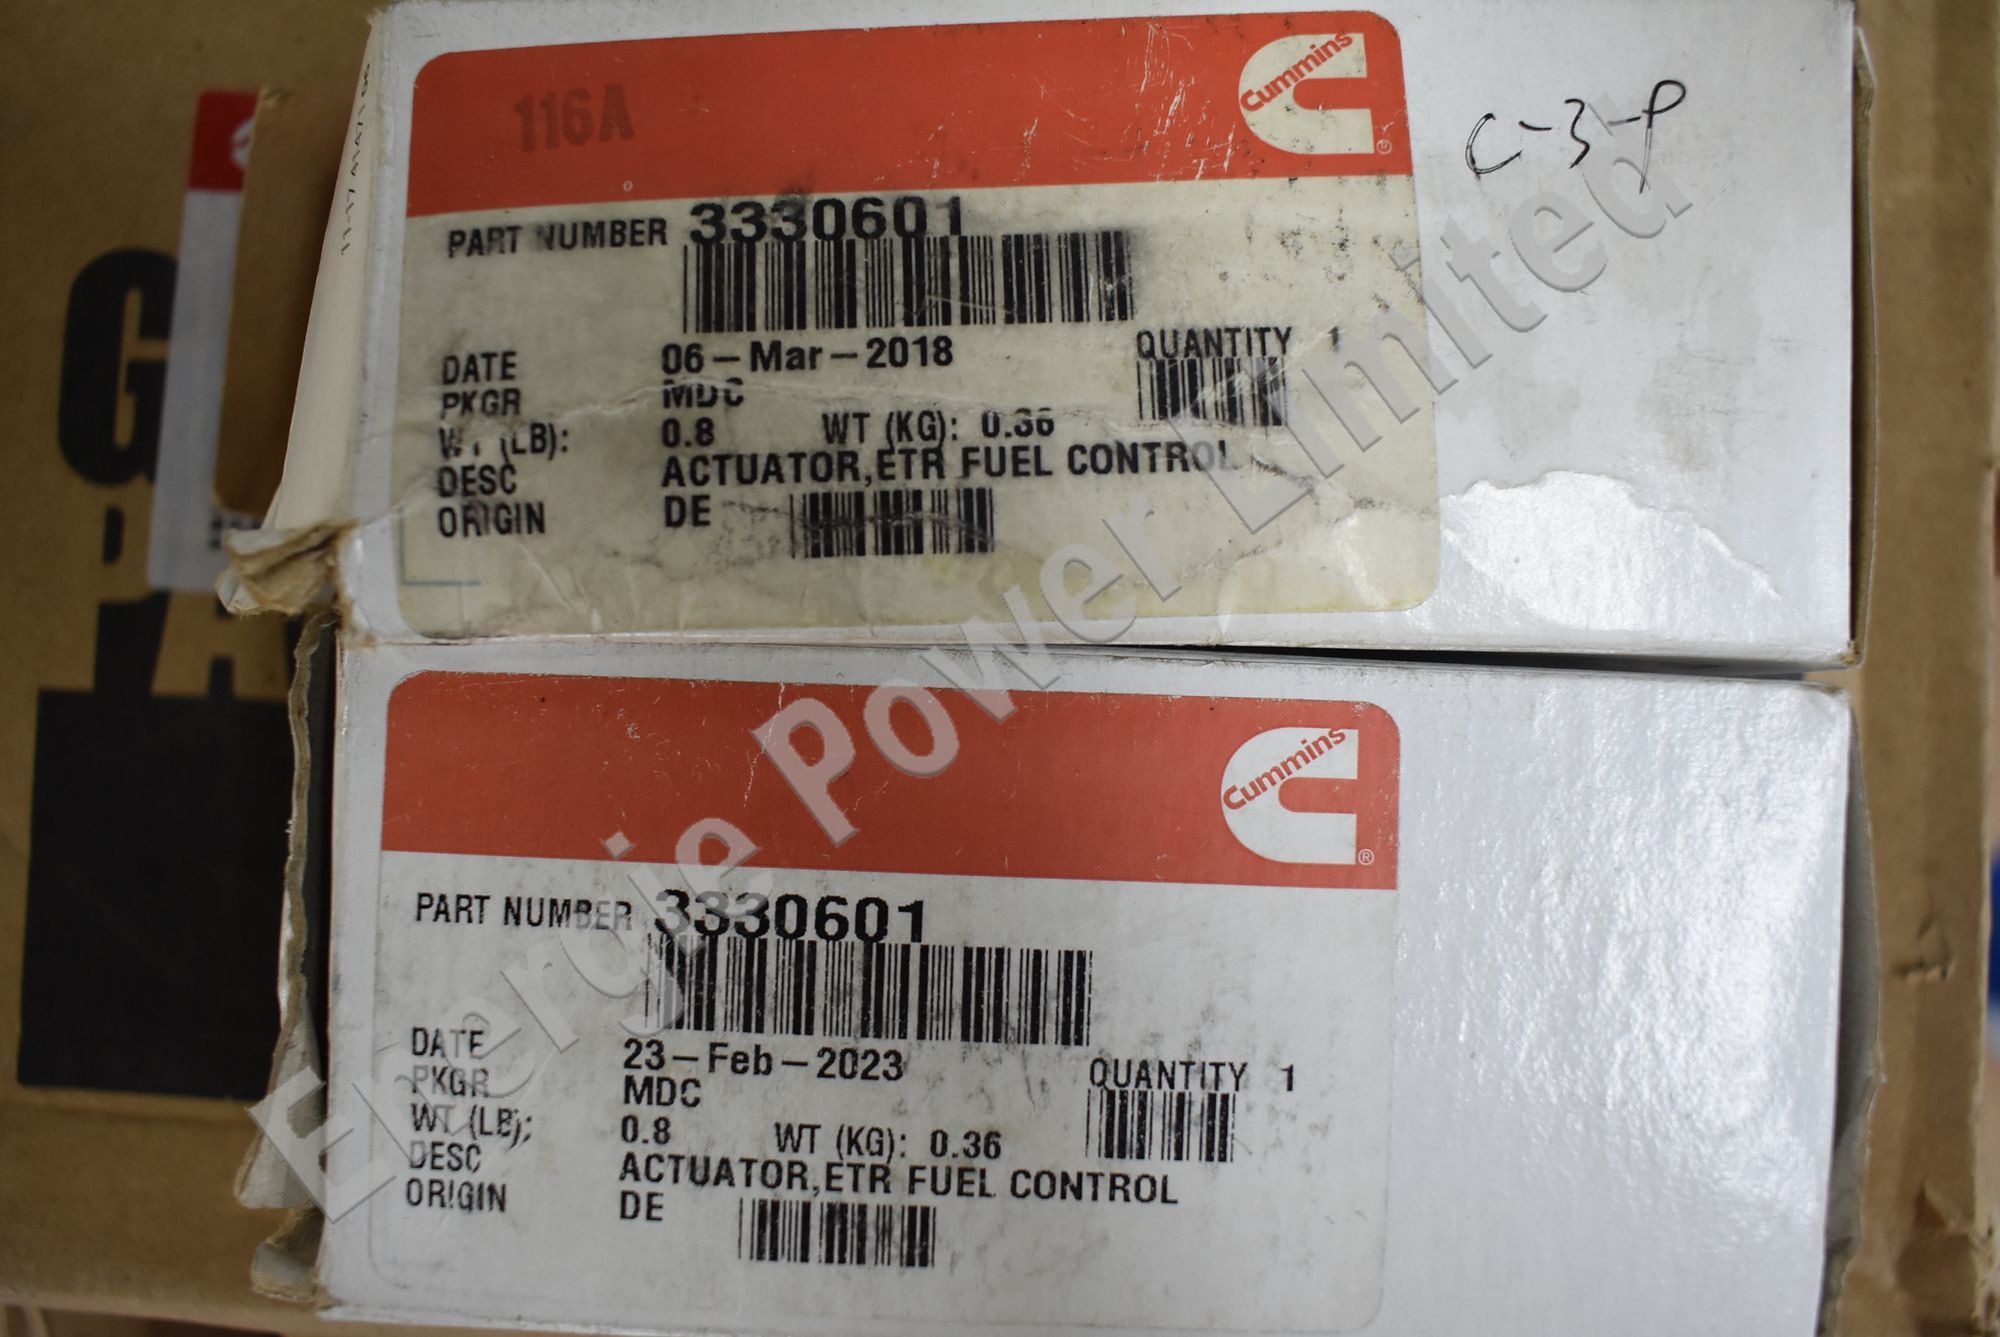 116A
Cummins
®
C-3-P
PART NUMBER 3330601
DATE 06-Mar-2018
QUANTITY 1
PKGR MDC
WT (LB): 0.8 WT (KG): 0.36
DESC ACTUATOR,ETR FUEL CONTROL
ORIGIN DE
Cummins
®
PART NUMBER 3330601
DATE 23-Feb-2023
QUANTITY 1
PKGR MDC
WT (LB): 0.8 WT (KG): 0.36
DESC ACTUATOR,ETR FUEL CONTROL
ORIGIN DE
Energie Power Limited